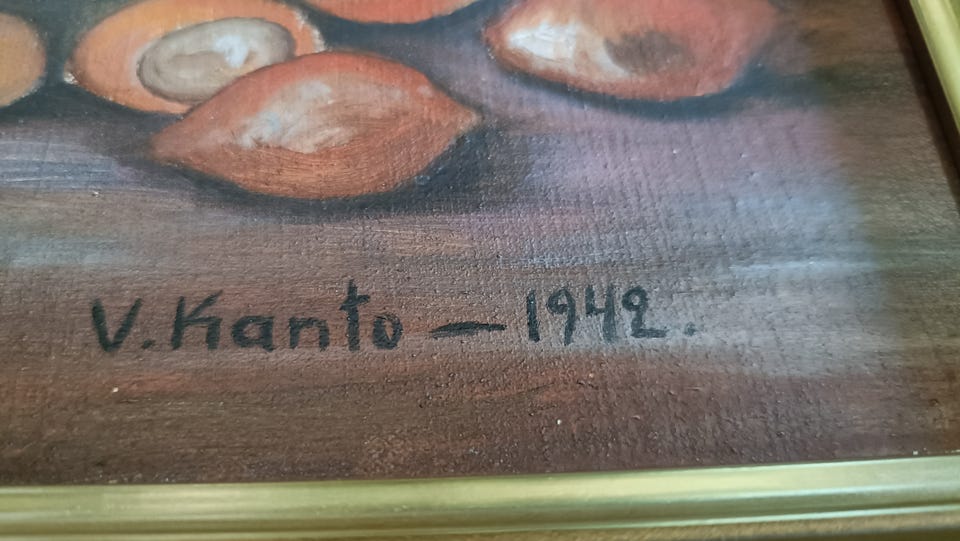 V. Kanto — 1942.